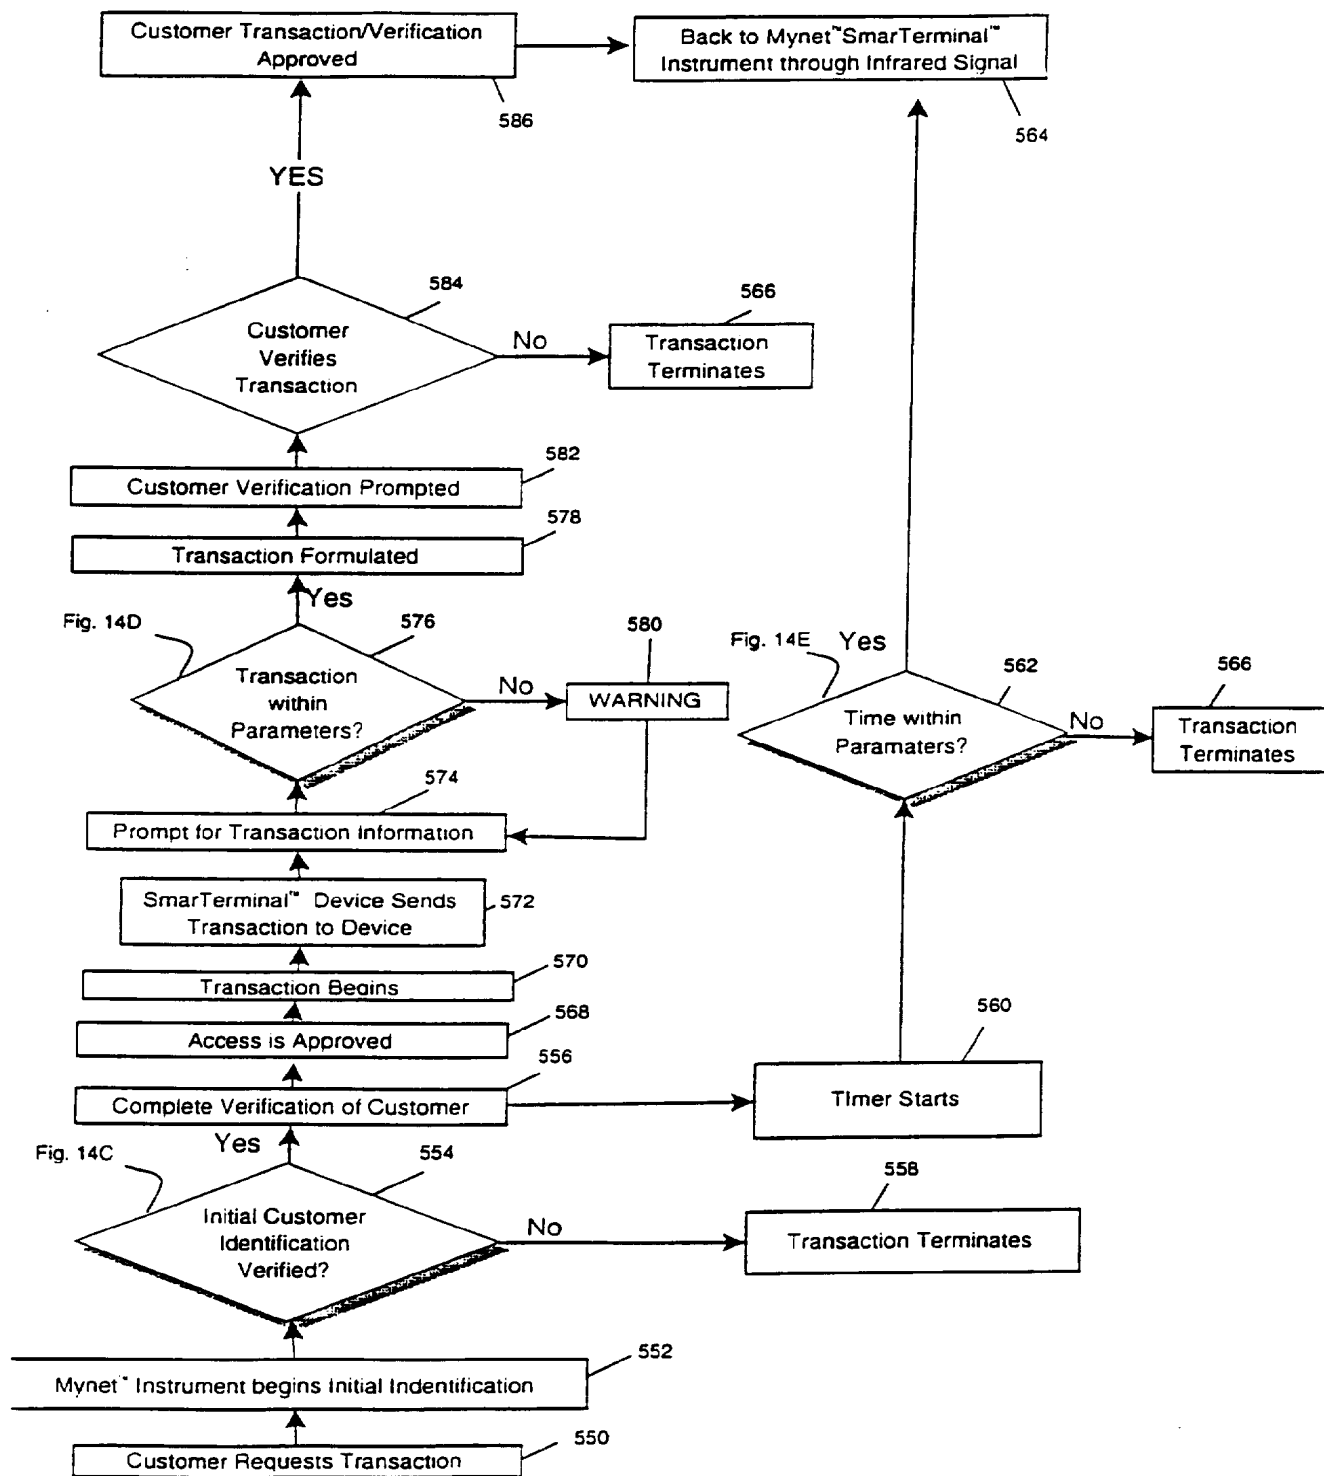 Customer Transaction/Verification
Approved
586
Back to Mynet™SmarTerminal™
Instrument through Infrared Signal
564
YES
584
Customer
Verifies
Transaction
No
566
Transaction
Terminates
582
Customer Verification Prompted
578
Transaction Formulated
Yes
Fig. 14D
576
Transaction
within
Parameters?
No
580
WARNING
Fig. 14E
Yes
562
Time within
Paramaters?
No
566
Transaction
Terminates
574
Prompt for Transaction Information
SmarTerminal™ Device Sends
Transaction to Device
572
570
Transaction Begins
568
Access is Approved
556
Complete Verification of Customer
560
TImer Starts
Yes
Fig. 14C
554
Initial Customer
Identification
Verified?
No
558
Transaction Terminates
552
Mynet™ Instrument begins Initial Indentification
550
Customer Requests Transaction